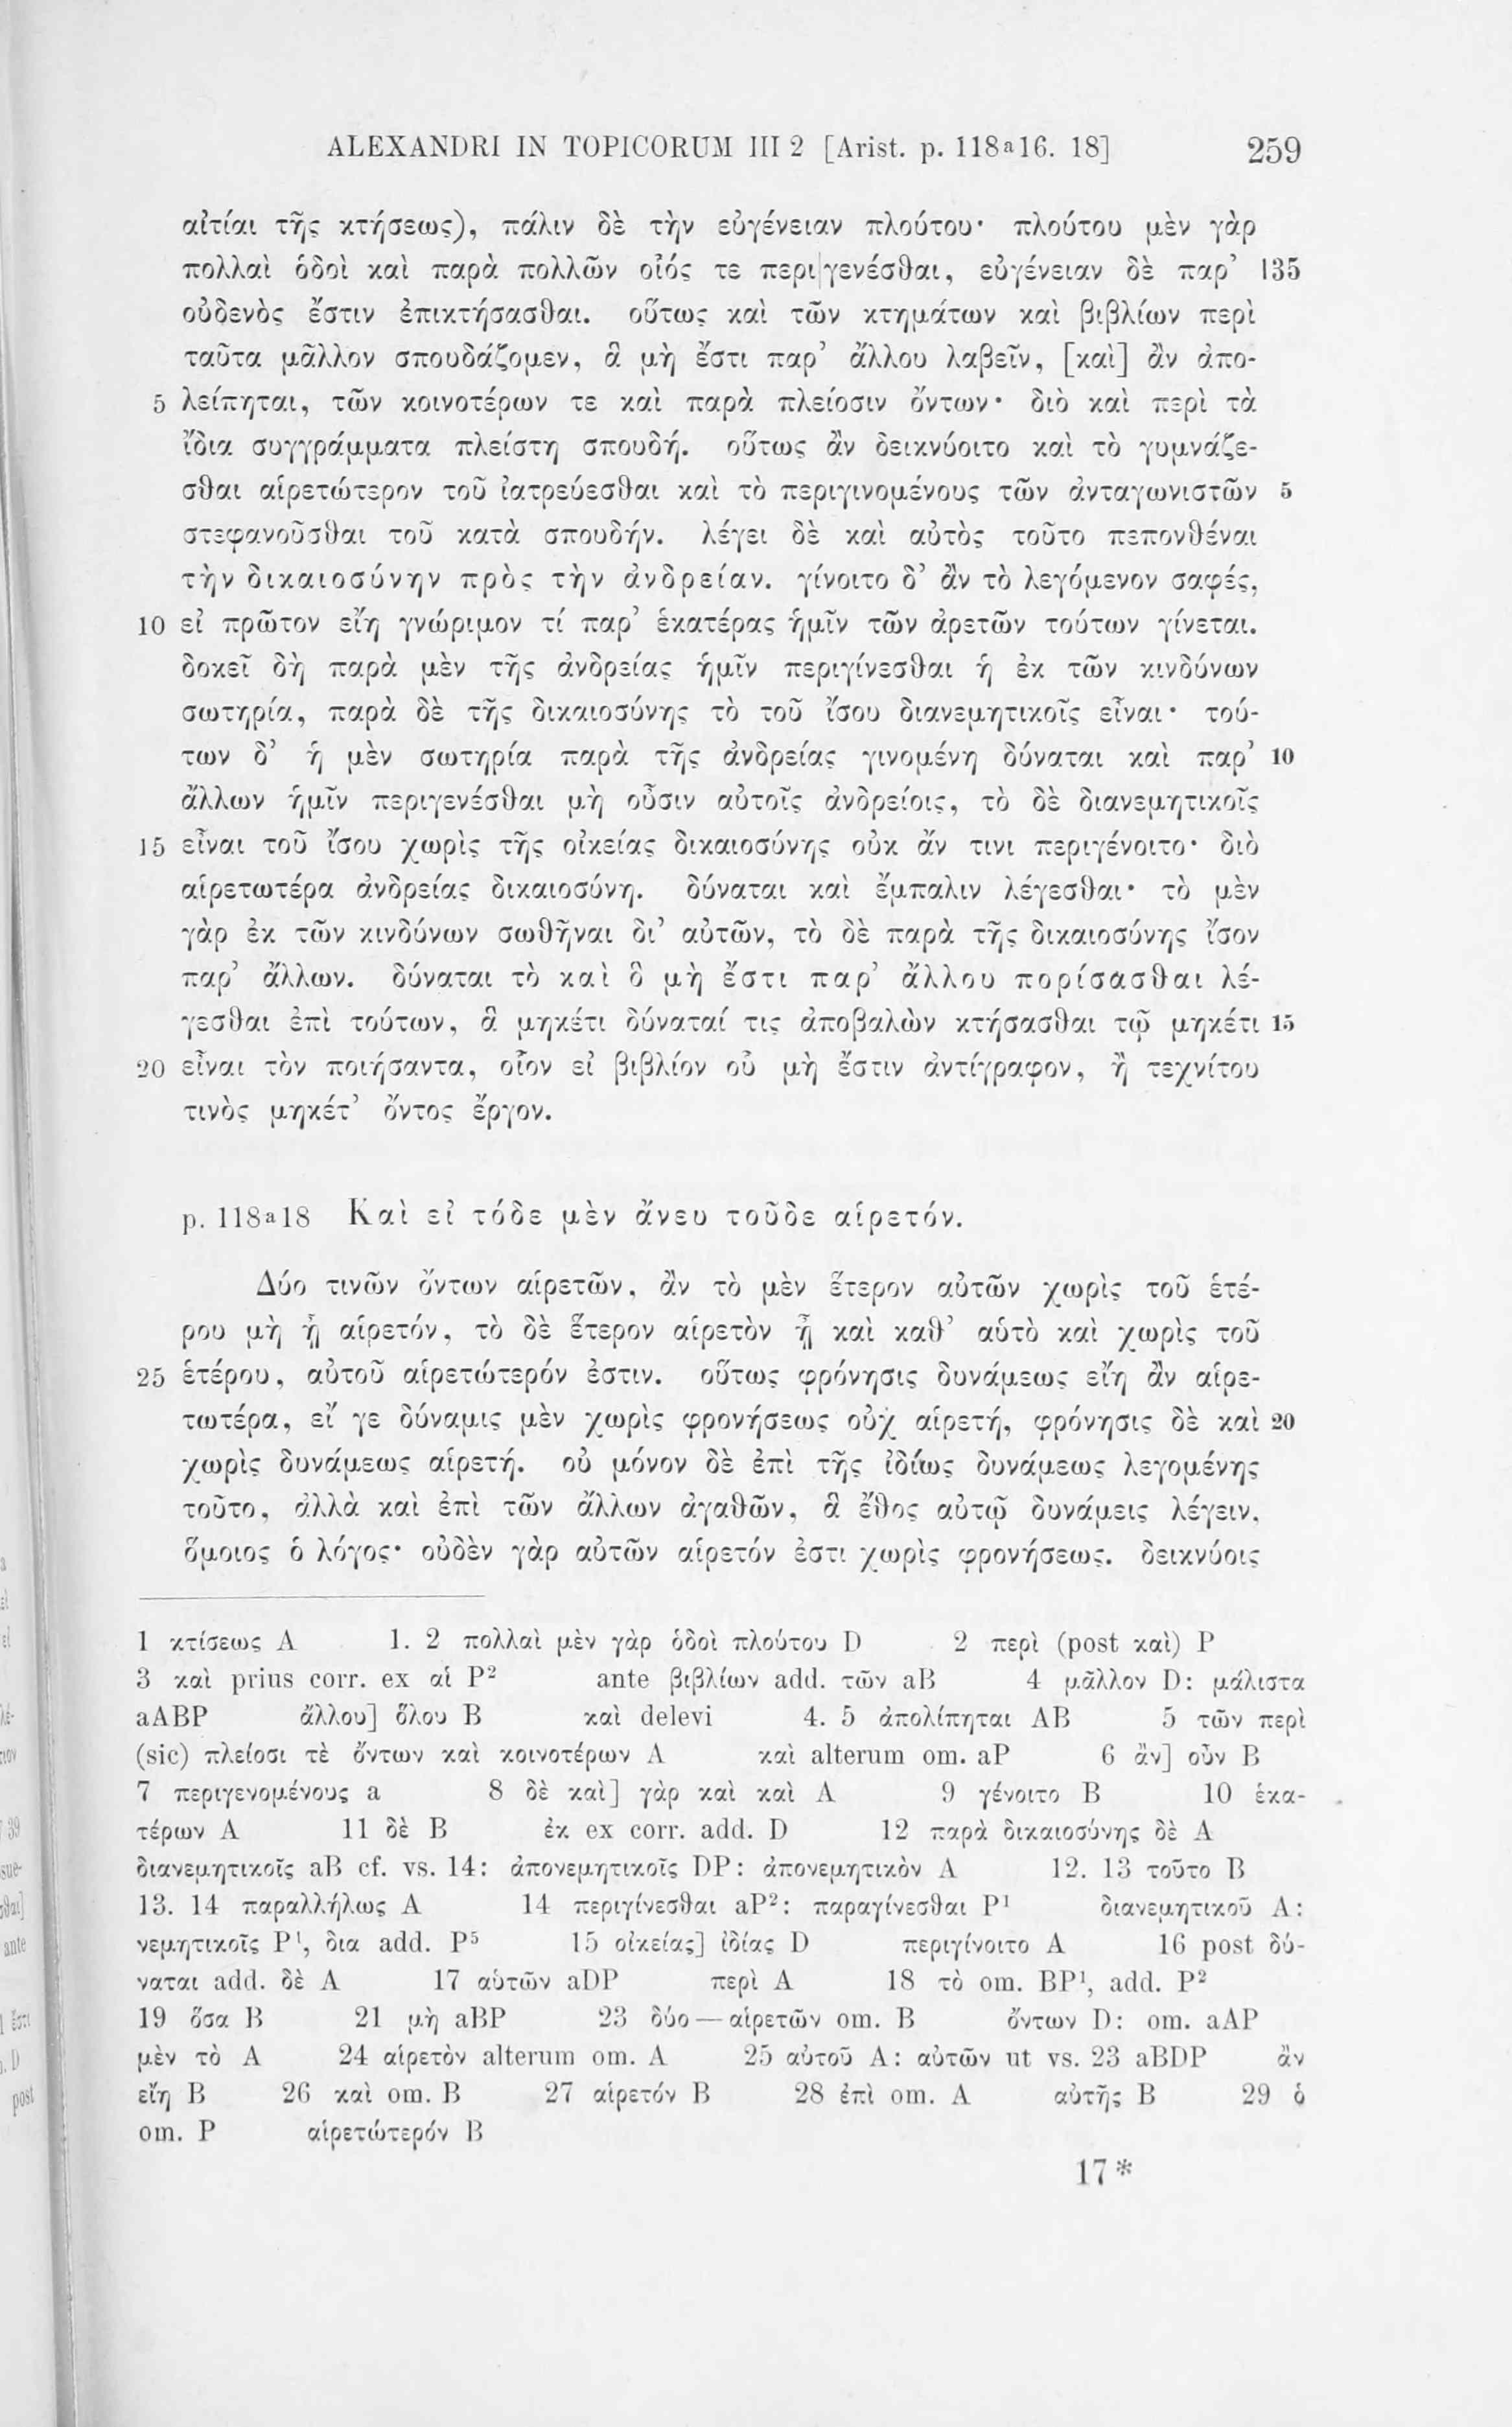 ALEXANDRI IN TOPICORUM III 2 [Arist. p. 118a16. 18] 259
αἰτίαι τῆς κτήσεως), πάλιν δὲ τὴν εὐγένειαν πλούτου· πλούτου μὲν γὰρ
πολλαὶ ὁδοὶ καὶ παρὰ πολλῶν οἷός τε περι|γενέσθαι, εὐγένειαν δὲ παρ’ 135
οὐδενὸς ἔστιν ἐπικτήσασθαι. οὕτως καὶ τῶν κτημάτων καὶ βιβλίων περὶ
ταῦτα μᾶλλον σπουδάζομεν, ἃ μὴ ἔστι παρ’ ἄλλου λαβεῖν, [καὶ] ἂν ἀπο-
5 λείπηται, τῶν κοινοτέρων τε καὶ παρὰ πλείοσιν ὄντων· διὸ καὶ περὶ τὰ
ἴδια συγγράμματα πλείστη σπουδή. οὕτως ἂν δεικνύοιτο καὶ τὸ γυμνάζε-
σθαι αἱρετώτερον τοῦ ἰατρεύεσθαι καὶ τὸ περιγινομένους τῶν ἀνταγωνιστῶν 5
στεφανοῦσθαι τοῦ κατὰ σπουδήν. λέγει δὲ καὶ αὐτὸς τοῦτο πεπονθέναι
τὴν δικαιοσύνην πρὸς τὴν ἀνδρείαν. γίνοιτο δ’ ἂν τὸ λεγόμενον σαφές,
10 εἰ πρῶτον εἴη γνώριμον τί παρ’ ἑκατέρας ἡμῖν τῶν ἀρετῶν τούτων γίνεται.
δοκεῖ δὴ παρὰ μὲν τῆς ἀνδρείας ἡμῖν περιγίνεσθαι ἡ ἐκ τῶν κινδύνων
σωτηρία, παρὰ δὲ τῆς δικαιοσύνης τὸ τοῦ ἴσου διανεμητικοῖς εἶναι· τού-
των δ’ ἡ μὲν σωτηρία παρὰ τῆς ἀνδρείας γινομένη δύναται καὶ παρ’ 10
ἄλλων ἡμῖν περιγενέσθαι μὴ οὖσιν αὐτοῖς ἀνδρείοις, τὸ δὲ διανεμητικοῖς
15 εἶναι τοῦ ἴσου χωρὶς τῆς οἰκείας δικαιοσύνης οὐκ ἄν τινι περιγένοιτο· διὸ
αἱρετωτέρα ἀνδρείας δικαιοσύνη. δύναται καὶ ἔμπαλιν λέγεσθαι· τὸ μὲν
γὰρ ἐκ τῶν κινδύνων σωθῆναι δι’ αὐτῶν, τὸ δὲ παρὰ τῆς δικαιοσύνης ἴσον
παρ’ ἄλλων. δύναται τὸ καὶ ὃ μὴ ἔστι παρ’ ἄλλου πορίσασθαι λέ-
γεσθαι ἐπὶ τούτων, ἃ μηκέτι δύναταί τις ἀποβαλὼν κτήσασθαι τῷ μηκέτι 15
20 εἶναι τὸν ποιήσαντα, οἷον εἰ βιβλίον οὗ μὴ ἔστιν ἀντίγραφον, ἢ τεχνίτου
τινὸς μηκέτ’ ὄντος ἔργον.
p. 118a18 Καὶ εἰ τόδε μὲν ἄνευ τοῦδε αἱρετόν.
Δύο τινῶν ὄντων αἱρετῶν, ἂν τὸ μὲν ἕτερον αὐτῶν χωρὶς τοῦ ἑτέ-
ρου μὴ ᾖ αἱρετόν, τὸ δὲ ἕτερον αἱρετὸν ᾖ καὶ καθ’ αὑτὸ καὶ χωρὶς τοῦ
25 ἑτέρου, αὐτοῦ αἱρετώτερόν ἐστιν. οὕτως φρόνησις δυνάμεως εἴη ἂν αἱρε-
τωτέρα, εἴ γε δύναμις μὲν χωρὶς φρονήσεως οὐχ αἱρετή, φρόνησις δὲ καὶ 20
χωρὶς δυνάμεως αἱρετή. οὐ μόνον δὲ ἐπὶ τῆς ἰδίως δυνάμεως λεγομένης
τοῦτο, ἀλλὰ καὶ ἐπὶ τῶν ἄλλων ἀγαθῶν, ἃ ἔθος αὐτῷ δυνάμεις λέγειν,
ὅμοιος ὁ λόγος· οὐδὲν γὰρ αὐτῶν αἱρετόν ἐστι χωρὶς φρονήσεως. δεικνύοις
1 κτίσεως A 1. 2 πολλαὶ μὲν γὰρ ὁδοὶ πλούτου D 2 περὶ (post καὶ) P
3 καὶ prius corr. ex αἱ P² ante βιβλίων add. τῶν aB 4 μᾶλλον D: μάλιστα
aABP ἄλλου] ὅλου B καὶ delevi 4. 5 ἀπολίπηται AB 5 τῶν περὶ
(sic) πλείοσι τὲ ὄντων καὶ κοινοτέρων A καὶ alterum om. aP 6 ἂν] οὖν B
7 περιγενομένους a 8 δὲ καὶ] γὰρ καὶ καὶ A 9 γένοιτο B 10 ἑκα-
τέρων A 11 δὲ B ἐκ ex corr. add. D 12 παρὰ δικαιοσύνης δὲ A
διανεμητικοῖς aB cf. vs. 14: ἀπονεμητικοῖς DP: ἀπονεμητικὸν A 12. 13 τοῦτο B
13. 14 παραλλήλως A 14 περιγίνεσθαι aP²: παραγίνεσθαι P¹ διανεμητικοῦ A:
νεμητικοῖς P¹, δια add. P⁵ 15 οἰκείας] ἰδίας D περιγίνοιτο A 16 post δύ-
ναται add. δὲ A 17 αὑτῶν aDP περὶ A 18 τὸ om. BP¹, add. P²
19 ὅσα B 21 μὴ aBP 23 δύο — αἱρετῶν om. B ὄντων D: om. aAP
μὲν τὸ A 24 αἱρετὸν alterum om. A 25 αὐτοῦ A: αὐτῶν ut vs. 23 aBDP ἂν
εἴη B 26 καὶ om. B 27 αἱρετόν B 28 ἐπὶ om. A αὐτῆς B 29 ὁ
om. P αἱρετώτερόν B
17*